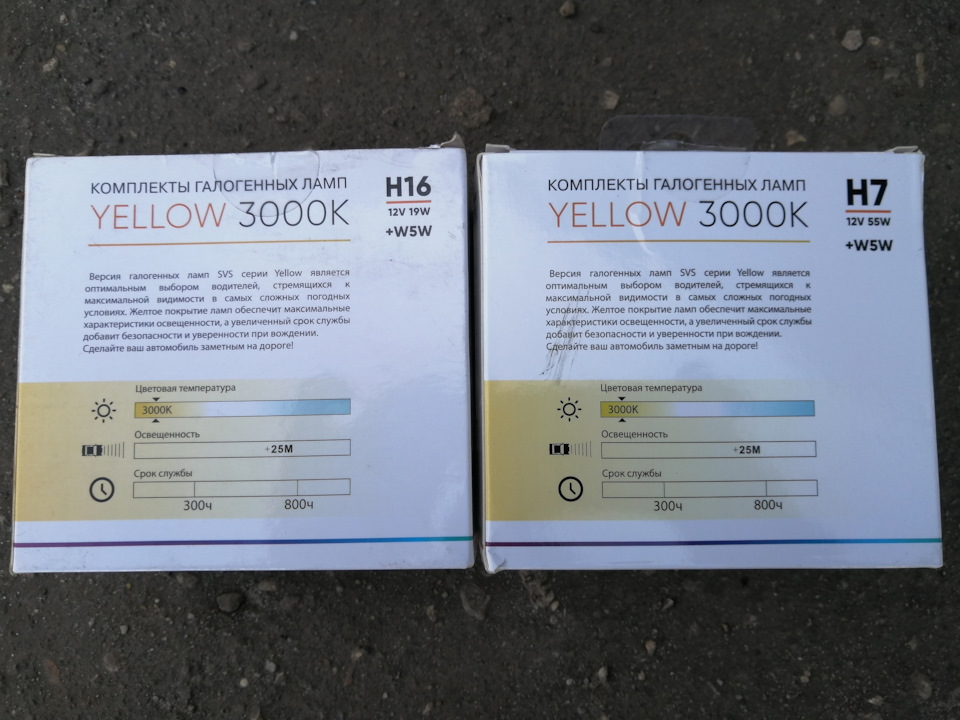 КОМПЛЕКТЫ ГАЛОГЕННЫХ ЛАМП
YELLOW 3000K
H16
12V 19W
+W5W
Версия галогенных ламп SVS серии Yellow является
оптимальным выбором водителей, стремящихся к
максимальной видимости в самых сложных погодных
условиях. Желтое покрытие ламп обеспечит максимальные
характеристики освещенности, а увеличенный срок службы
добавит безопасности и уверенности при вождении.
Сделайте ваш автомобиль заметным на дороге!
Цветовая температура
3000K
Освещенность
+25М
Срок службы
300ч 800ч
КОМПЛЕКТЫ ГАЛОГЕННЫХ ЛАМП
YELLOW 3000K
H7
12V 55W
+W5W
Версия галогенных ламп SVS серии Yellow является
оптимальным выбором водителей, стремящихся к
максимальной видимости в самых сложных погодных
условиях. Желтое покрытие ламп обеспечит максимальные
характеристики освещенности, а увеличенный срок службы
добавит безопасности и уверенности при вождении.
Сделайте ваш автомобиль заметным на дороге!
Цветовая температура
3000K
Освещенность
+25М
Срок службы
300ч 800ч